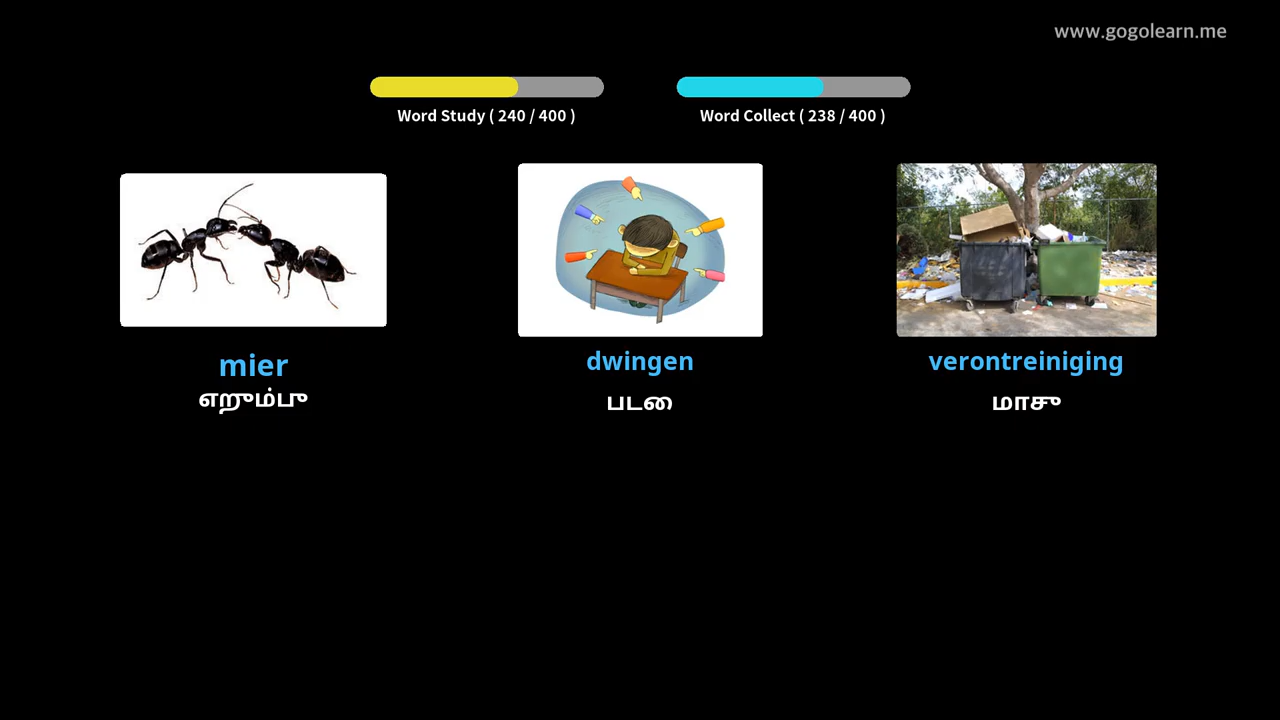 www.gogolearn.me
Word Study ( 240 / 400 )
Word Collect ( 238 / 400 )
mier
எறும்பு
dwingen
படை
verontreiniging
மாசு